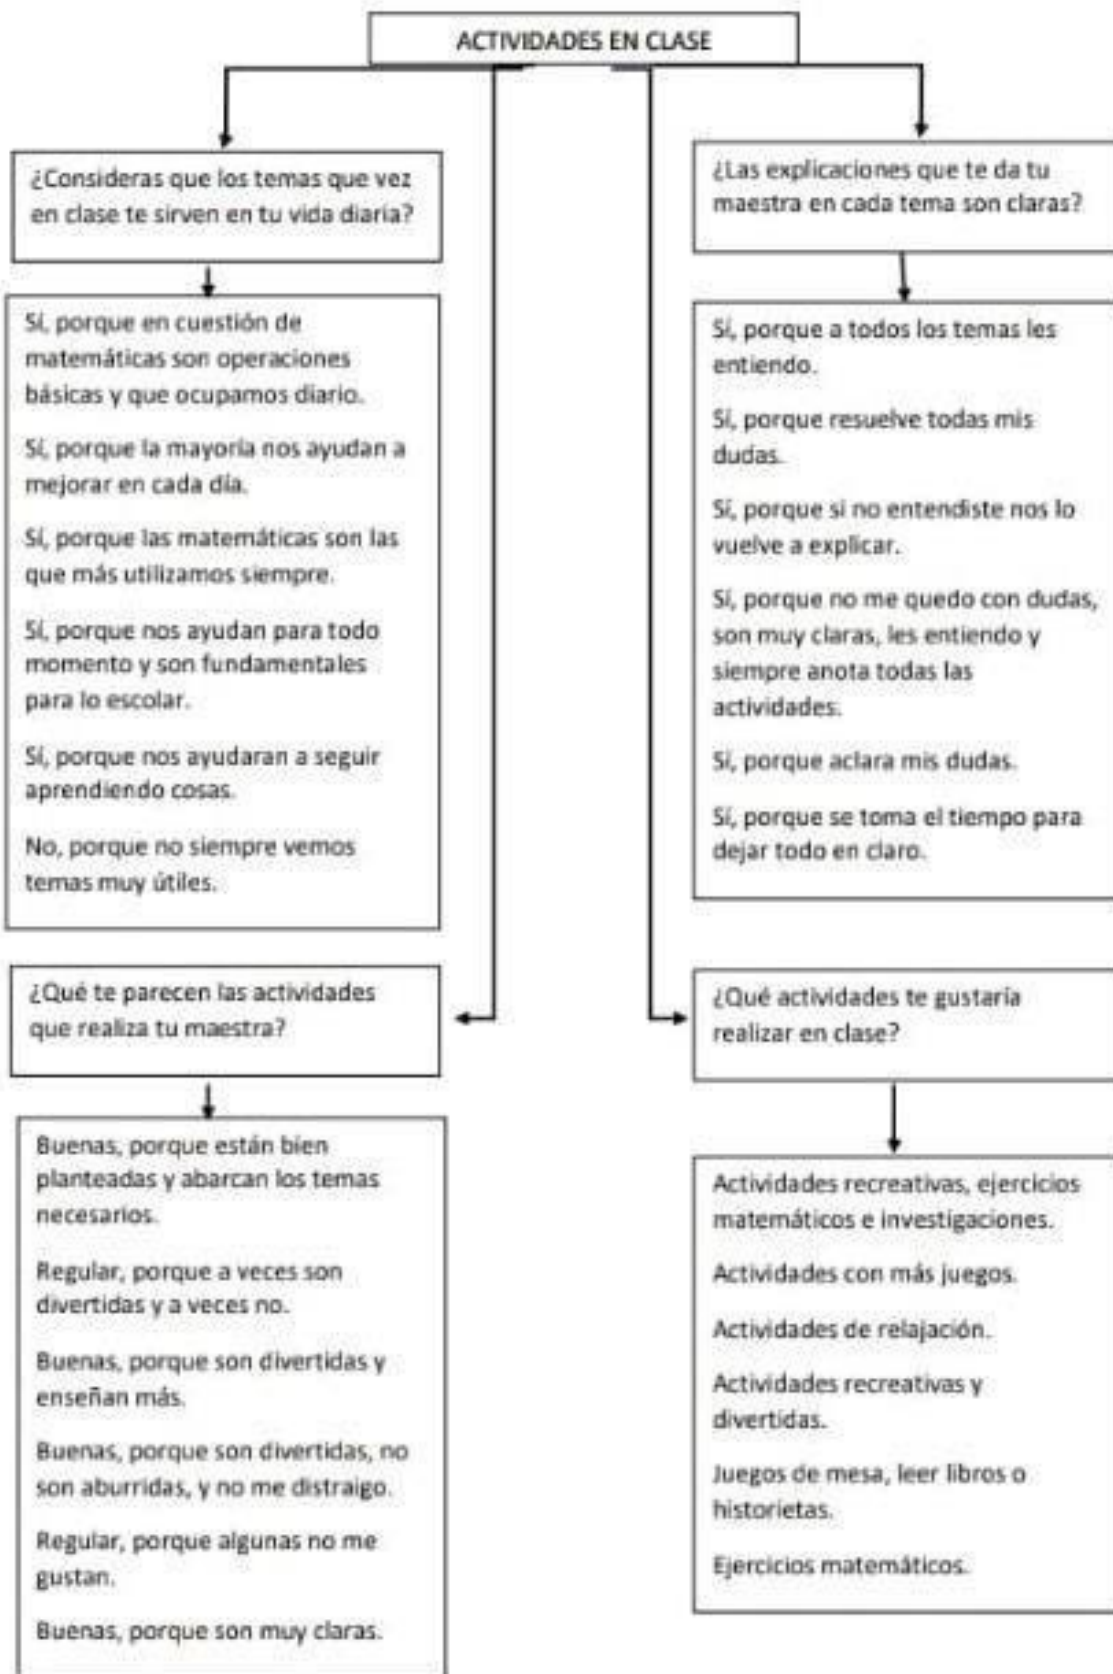 ACTIVIDADES EN CLASE
¿Consideras que los temas que vez
en clase te sirven en tu vida diaria?
Sí, porque en cuestión de
matemáticas son operaciones
básicas y que ocupamos diario.
Sí, porque la mayoría nos ayudan a
mejorar en cada día.
Sí, porque las matemáticas son las
que más utilizamos siempre.
Sí, porque nos ayudan para todo
momento y son fundamentales
para lo escolar.
Sí, porque nos ayudaran a seguir
aprendiendo cosas.
No, porque no siempre vemos
temas muy útiles.
¿Las explicaciones que te da tu
maestra en cada tema son claras?
Sí, porque a todos los temas les
entiendo.
Sí, porque resuelve todas mis
dudas.
Sí, porque si no entendiste nos lo
vuelve a explicar.
Sí, porque no me quedo con dudas,
son muy claras, les entiendo y
siempre anota todas las
actividades.
Sí, porque aclara mis dudas.
Sí, porque se toma el tiempo para
dejar todo en claro.
¿Qué te parecen las actividades
que realiza tu maestra?
Buenas, porque están bien
planteadas y abarcan los temas
necesarios.
Regular, porque a veces son
divertidas y a veces no.
Buenas, porque son divertidas y
enseñan más.
Buenas, porque son divertidas, no
son aburridas, y no me distraigo.
Regular, porque algunas no me
gustan.
Buenas, porque son muy claras.
¿Qué actividades te gustaría
realizar en clase?
Actividades recreativas, ejercicios
matemáticos e investigaciones.
Actividades con más juegos.
Actividades de relajación.
Actividades recreativas y
divertidas.
Juegos de mesa, leer libros o
historietas.
Ejercicios matemáticos.